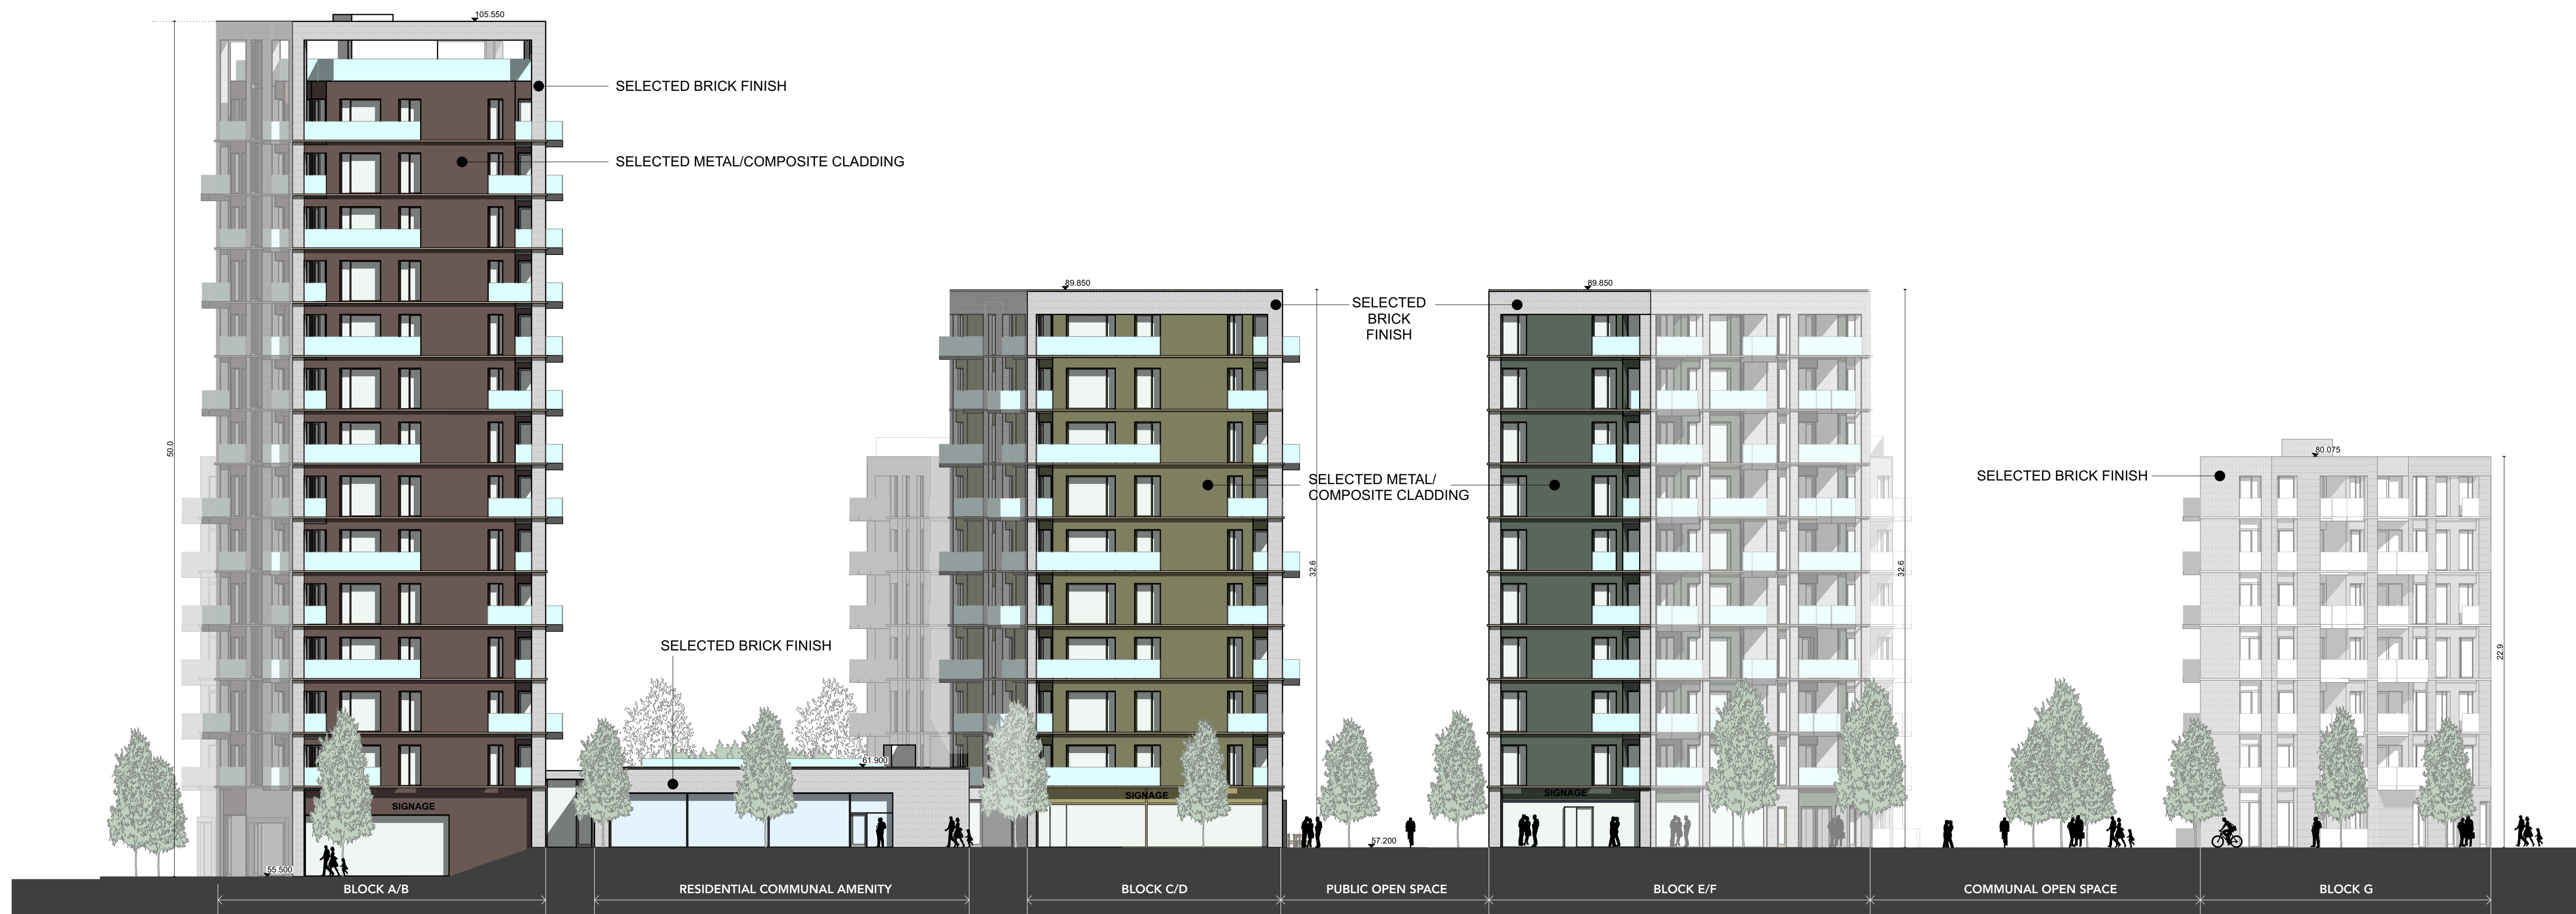 105.550
SELECTED BRICK FINISH
SELECTED METAL/COMPOSITE CLADDING
50.0
SIGNAGE
55.500
SELECTED BRICK FINISH
61.900
89.850
SELECTED
BRICK
FINISH
89.850
SELECTED METAL/
COMPOSITE CLADDING
32.6
SIGNAGE
57.200
SIGNAGE
32.6
SELECTED BRICK FINISH
80.075
22.9
BLOCK A/B
RESIDENTIAL COMMUNAL AMENITY
BLOCK C/D
PUBLIC OPEN SPACE
BLOCK E/F
COMMUNAL OPEN SPACE
BLOCK G